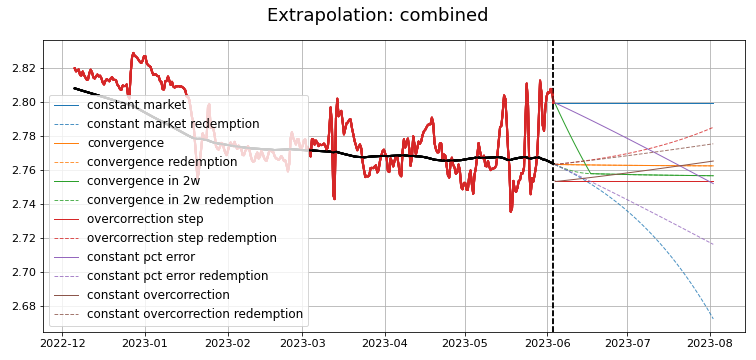 Extrapolation: combined
2.82
2.80
2.78
2.76
2.74
2.72
2.70
2.68
constant market
constant market redemption
convergence
convergence redemption
convergence in 2w
convergence in 2w redemption
overcorrection step
overcorrection step redemption
constant pct error
constant pct error redemption
constant overcorrection
constant overcorrection redemption
2022-12 2023-01 2023-02 2023-03 2023-04 2023-05 2023-06 2023-07 2023-08